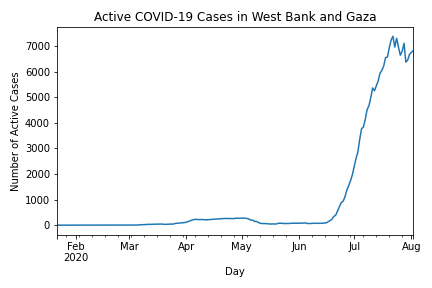 Active COVID-19 Cases in West Bank and Gaza
Number of Active Cases
7000
6000
5000
4000
3000
2000
1000
0
Feb
2020
Mar
Apr
May
Jun
Jul
Aug
Day